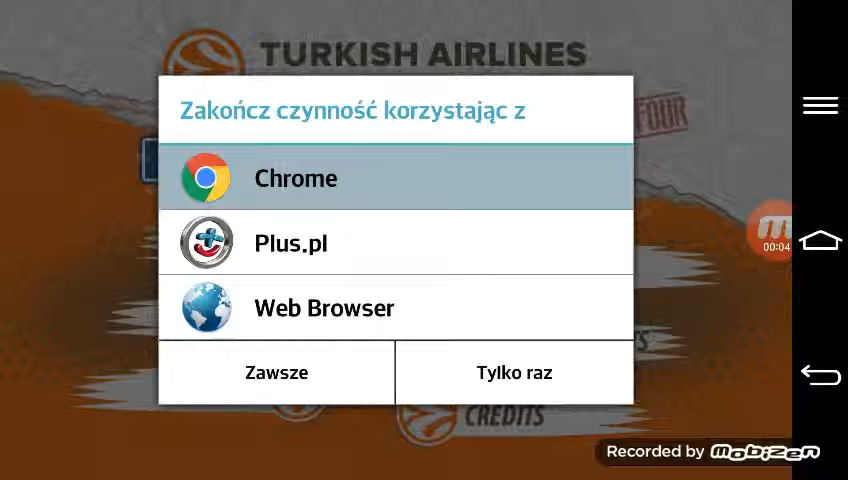 TURKISH AIRLINES
Zakończ czynność korzystając z
FOUR
Chrome
00:04
Plus.pl
Web Browser
Zawsze
Tylko raz
CREDITS
Recorded by mobizen